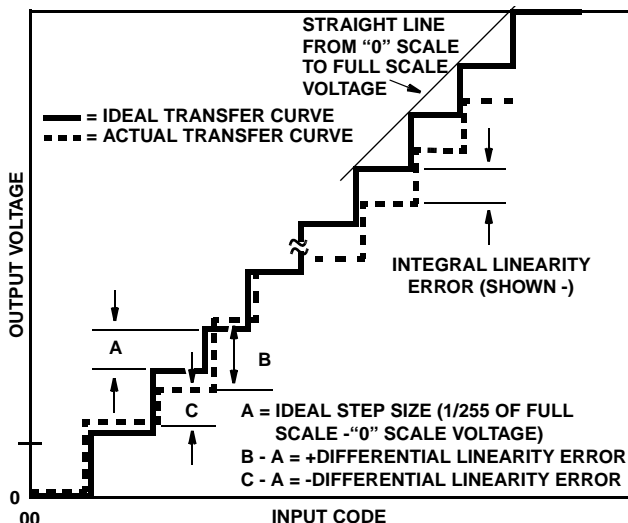 STRAIGHT LINE
FROM “0” SCALE
TO FULL SCALE
VOLTAGE
= IDEAL TRANSFER CURVE
= ACTUAL TRANSFER CURVE
OUTPUT VOLTAGE
INTEGRAL LINEARITY
ERROR (SHOWN -)
A
B
C
A = IDEAL STEP SIZE (1/255 OF FULL
SCALE -“0” SCALE VOLTAGE)
B - A = +DIFFERENTIAL LINEARITY ERROR
C - A = -DIFFERENTIAL LINEARITY ERROR
0
00
INPUT CODE